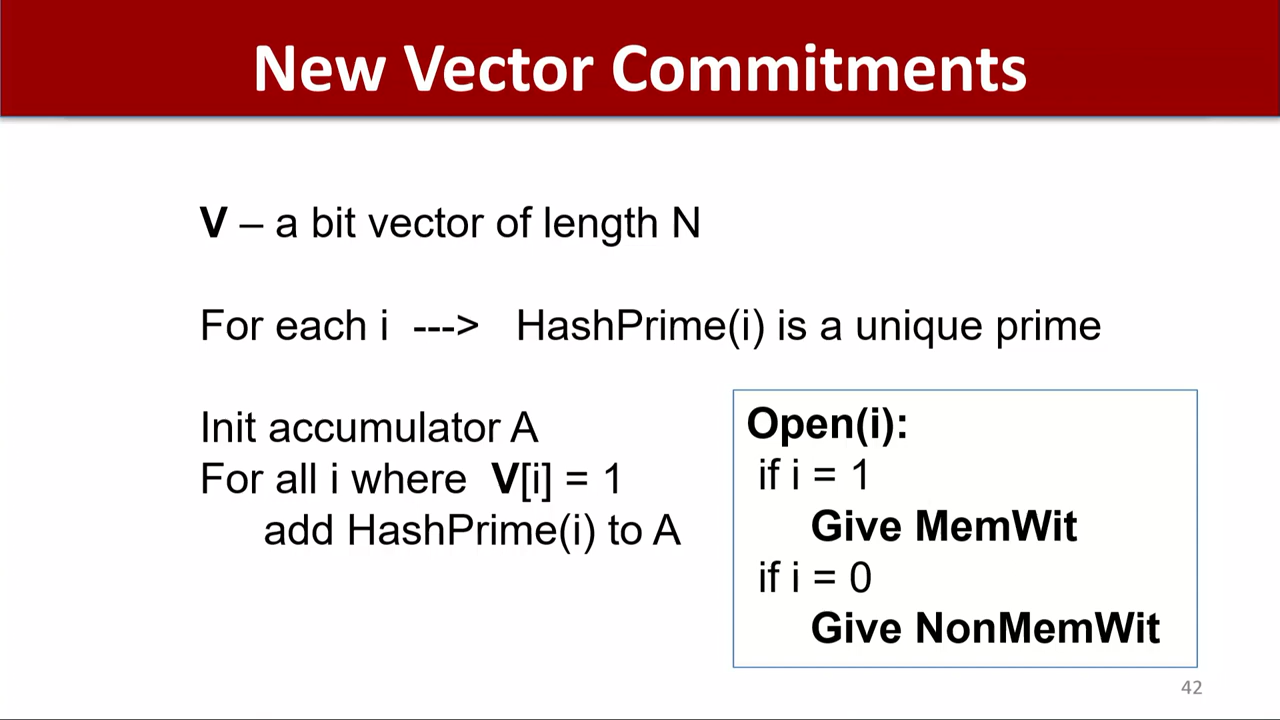 New Vector Commitments
V – a bit vector of length N
For each i ---> HashPrime(i) is a unique prime
Init accumulator A
For all i where V[i] = 1
add HashPrime(i) to A
Open(i):
if i = 1
Give MemWit
if i = 0
Give NonMemWit
42